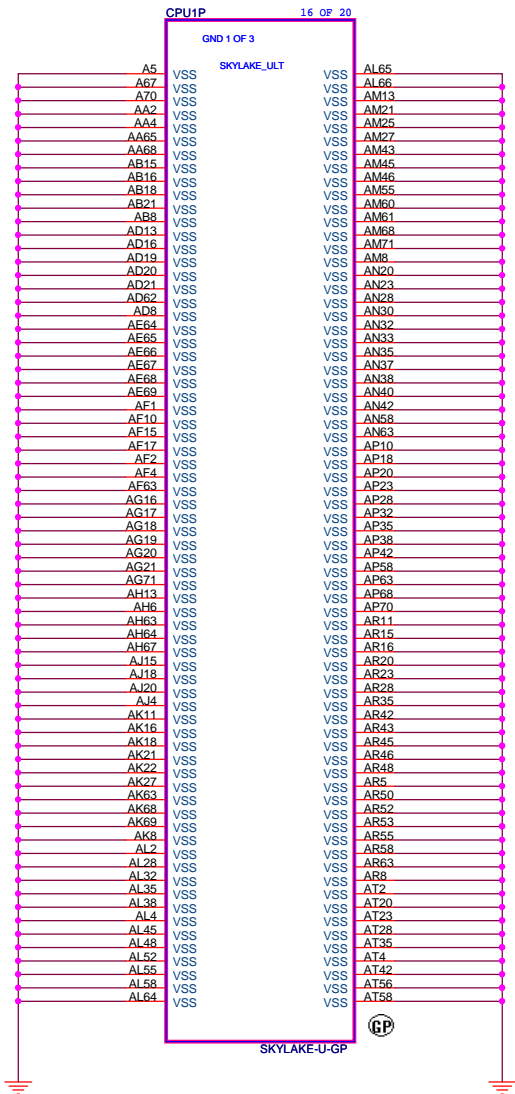 CPU1P 16 OF 20
GND 1 OF 3
SKYLAKE_ULT
A5 VSS VSS AL65
A67 VSS VSS AL66
A70 VSS VSS AM13
AA2 VSS VSS AM21
AA4 VSS VSS AM25
AA65 VSS VSS AM27
AA68 VSS VSS AM43
AB15 VSS VSS AM45
AB16 VSS VSS AM46
AB18 VSS VSS AM55
AB21 VSS VSS AM60
AB8 VSS VSS AM61
AD13 VSS VSS AM68
AD16 VSS VSS AM71
AD19 VSS VSS AM8
AD20 VSS VSS AN20
AD21 VSS VSS AN23
AD62 VSS VSS AN28
AD8 VSS VSS AN30
AE64 VSS VSS AN32
AE65 VSS VSS AN33
AE66 VSS VSS AN35
AE67 VSS VSS AN37
AE68 VSS VSS AN38
AE69 VSS VSS AN40
AF1 VSS VSS AN42
AF10 VSS VSS AN58
AF15 VSS VSS AN63
AF17 VSS VSS AP10
AF2 VSS VSS AP18
AF4 VSS VSS AP20
AF63 VSS VSS AP23
AG16 VSS VSS AP28
AG17 VSS VSS AP32
AG18 VSS VSS AP35
AG19 VSS VSS AP38
AG20 VSS VSS AP42
AG21 VSS VSS AP58
AG71 VSS VSS AP63
AH13 VSS VSS AP68
AH6 VSS VSS AP70
AH63 VSS VSS AR11
AH64 VSS VSS AR15
AH67 VSS VSS AR16
AJ15 VSS VSS AR20
AJ18 VSS VSS AR23
AJ20 VSS VSS AR28
AJ4 VSS VSS AR35
AK11 VSS VSS AR42
AK16 VSS VSS AR43
AK18 VSS VSS AR45
AK21 VSS VSS AR46
AK22 VSS VSS AR48
AK27 VSS VSS AR5
AK63 VSS VSS AR50
AK68 VSS VSS AR52
AK69 VSS VSS AR53
AK8 VSS VSS AR55
AL2 VSS VSS AR58
AL28 VSS VSS AR63
AL32 VSS VSS AR8
AL35 VSS VSS AT2
AL38 VSS VSS AT20
AL4 VSS VSS AT23
AL45 VSS VSS AT28
AL48 VSS VSS AT35
AL52 VSS VSS AT4
AL55 VSS VSS AT42
AL58 VSS VSS AT56
AL64 VSS VSS AT58
GP
SKYLAKE-U-GP